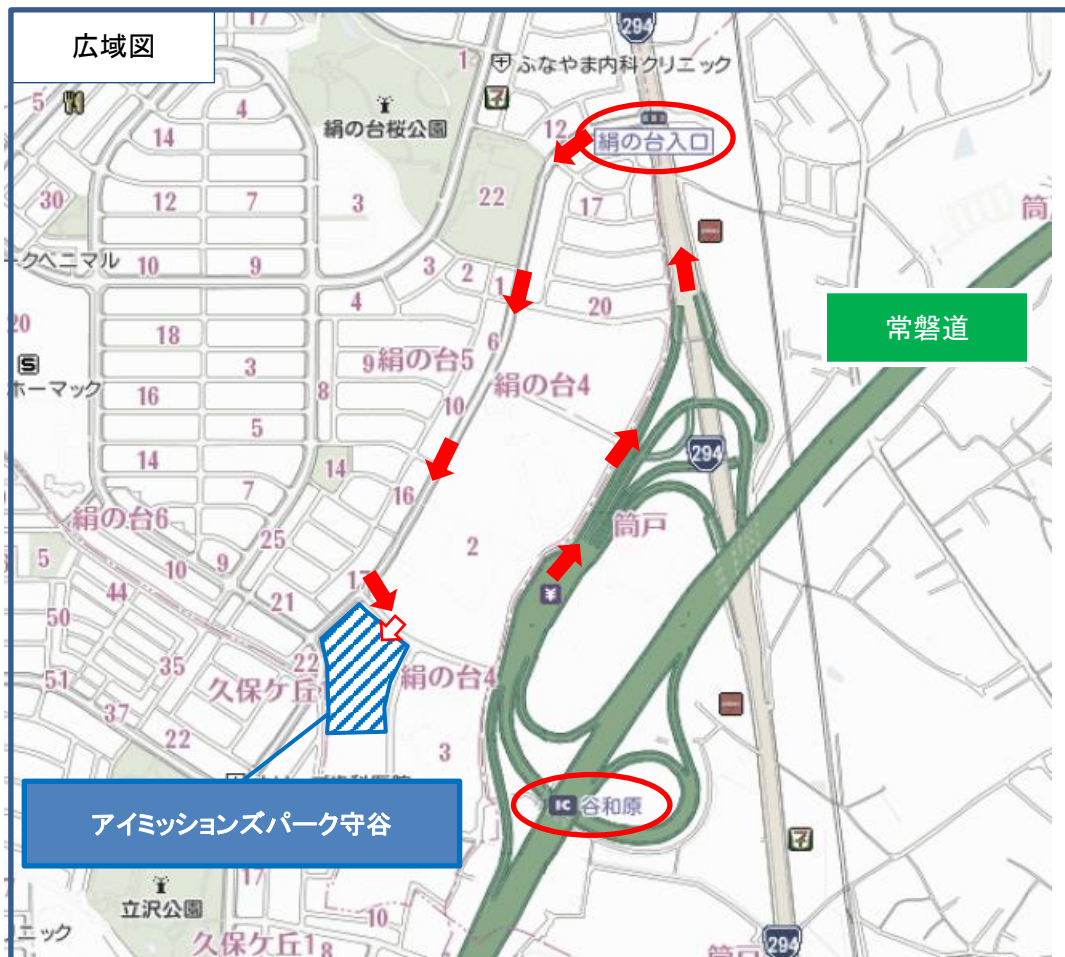 広域図
294
17
1
ふなやま内科クリニック
5
4
絹の台桜公園
12
絹の台入口
14
22
30
12
7
3
17
筒
クベニマル
10
9
3
2
1
4
20
20
18
6
常磐道
3
9
絹の台5
S
ホーマック
8
絹の台4
16
10
5
294
14
14
7
16
絹の台6
筒戸
25
2
5
10
9
44
17
¥
50
21
35
22
51
久保ケ丘
絹の台4
37
22
3
IC 谷和原
アイミッションズパーク守谷
17
立沢公園
10
ニック
久保ケ丘1
8
294